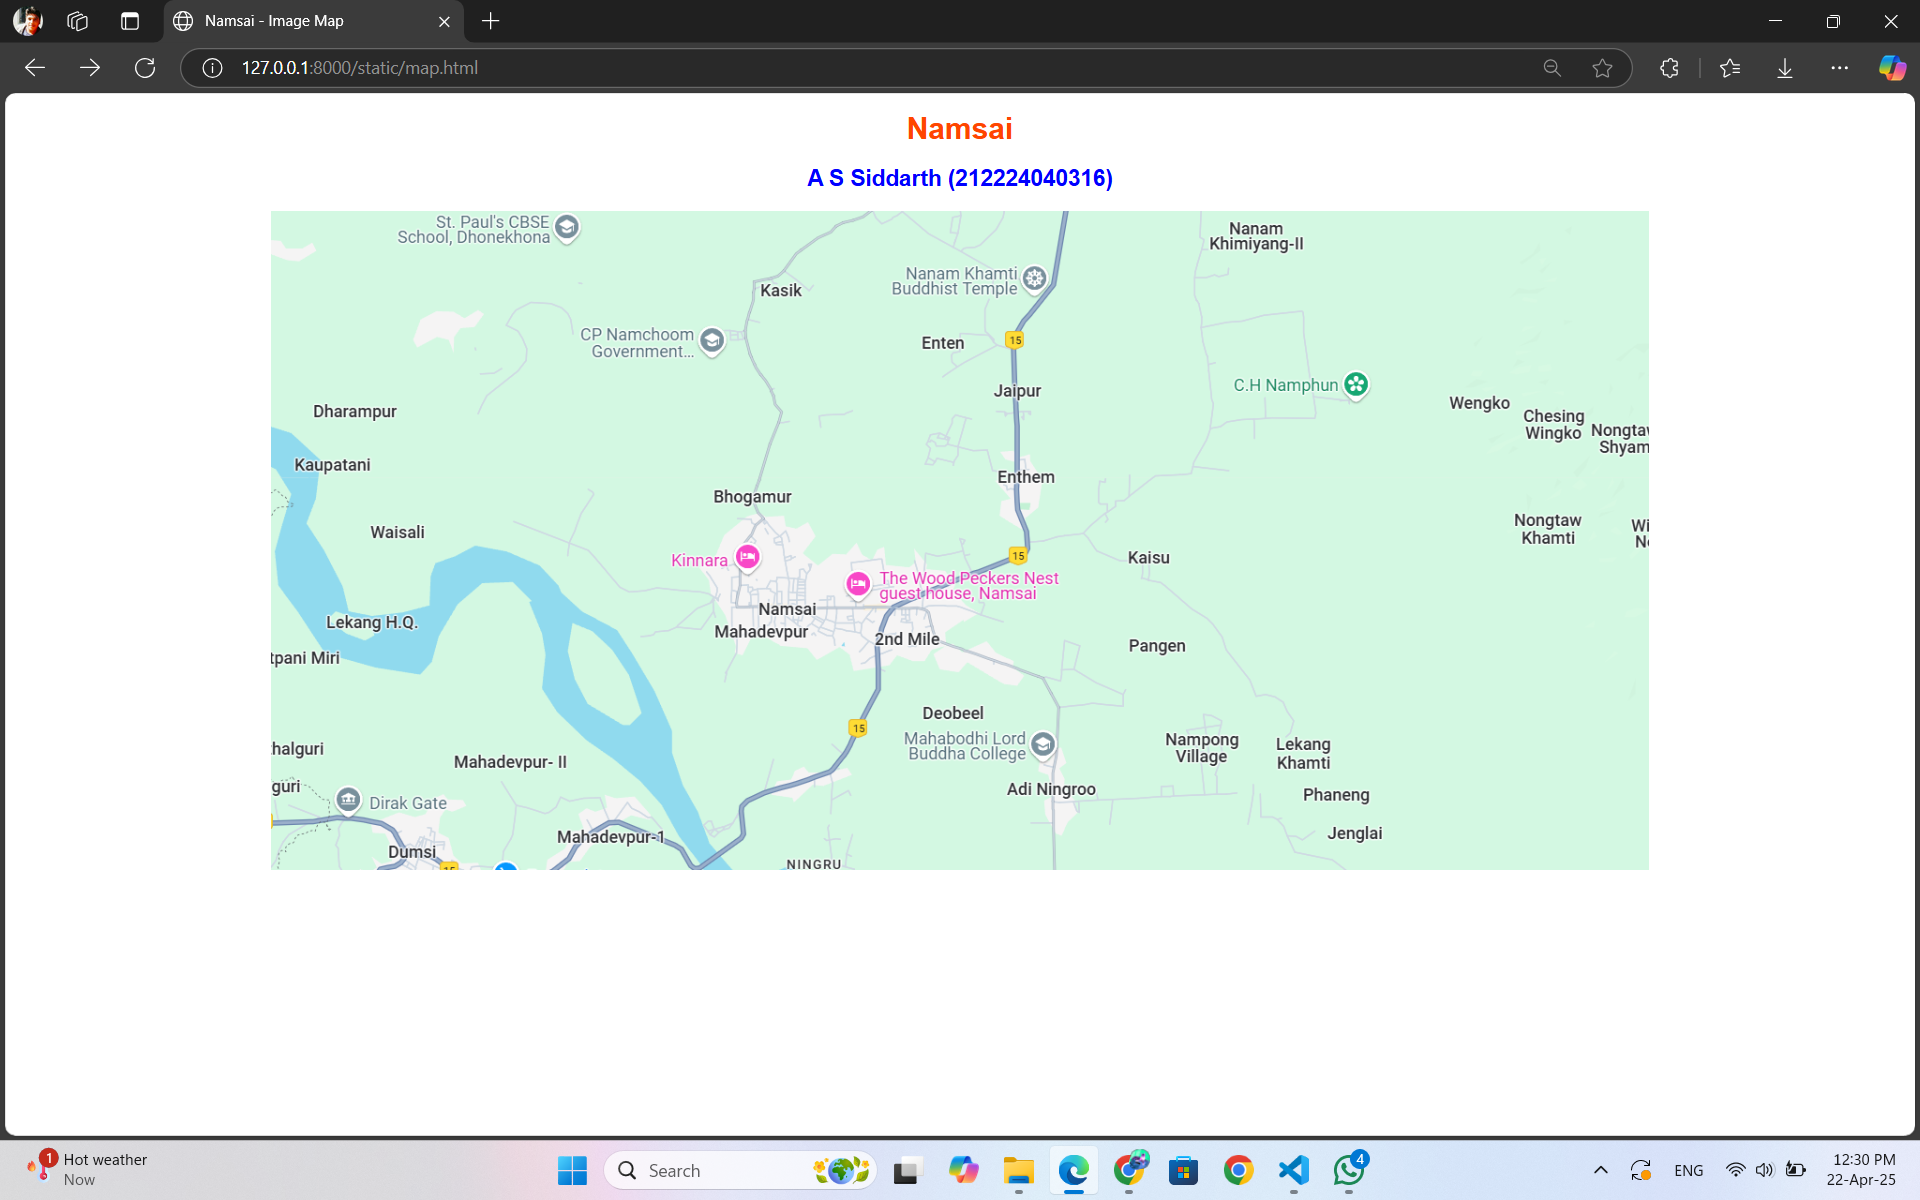 Namsai - Image Map
127.0.0.1:8000/static/map.html
Namsai
A S Siddarth (212224040316)
St. Paul's CBSE
School, Dhonekhona
Nanam
Khimiyang-II
Nanam Khamti
Buddhist Temple
Kasik
CP Namchoom
Government...
Enten
15
Jaipur
C.H Namphun
Wengko
Dharampur
Chesing
Wingko
Nongtaw
Shyam
Kaupatani
Enthem
Bhogamur
Waisali
Nongtaw
Khamti
Wi
N
Kinnara
15
Kaisu
The Wood Peckers Nest
guest house, Namsai
Namsai
Lekang H.Q.
Mahadevpur
2nd Mile
Pangen
tpani Miri
Deobeel
15
Mahabodhi Lord
Buddha College
Nampong
Village
Lekang
Khamti
halguri
Mahadevpur- II
guri
Adi Ningroo
Phaneng
Dirak Gate
Mahadevpur-1
Jenglai
Dumsi
NINGRU
15
1
Hot weather
Now
Search
4
ENG
12:30 PM
22-Apr-25